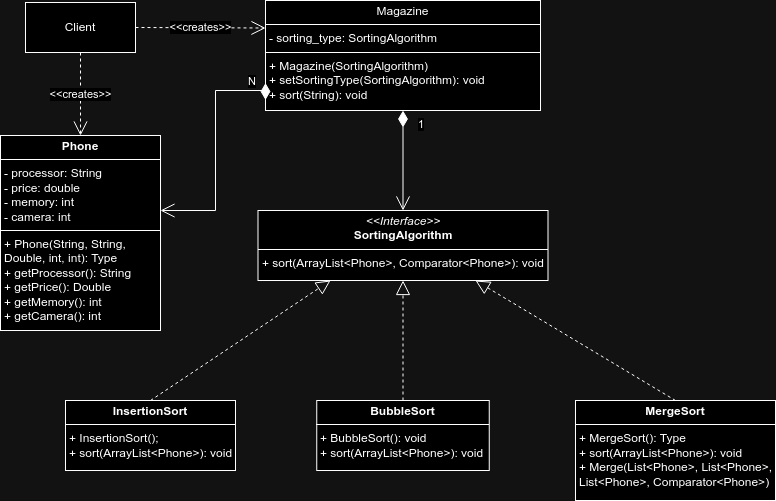 Client
<<creates>>
Magazine
- sorting_type: SortingAlgorithm
+ Magazine(SortingAlgorithm)
+ setSortingType(SortingAlgorithm): void
+ sort(String): void
N
1
<<creates>>
Phone
- processor: String
- price: double
- memory: int
- camera: int
+ Phone(String, String,
Double, int, int): Type
+ getProcessor(): String
+ getPrice(): Double
+ getMemory(): int
+ getCamera(): int
<<Interface>>
SortingAlgorithm
+ sort(ArrayList<Phone>, Comparator<Phone>): void
InsertionSort
+ InsertionSort();
+ sort(ArrayList<Phone>): void
BubbleSort
+ BubbleSort(): void
+ sort(ArrayList<Phone>): void
MergeSort
+ MergeSort(): Type
+ sort(ArrayList<Phone>): void
+ Merge(List<Phone>, List<Phone>,
List<Phone>, Comparator<Phone>)